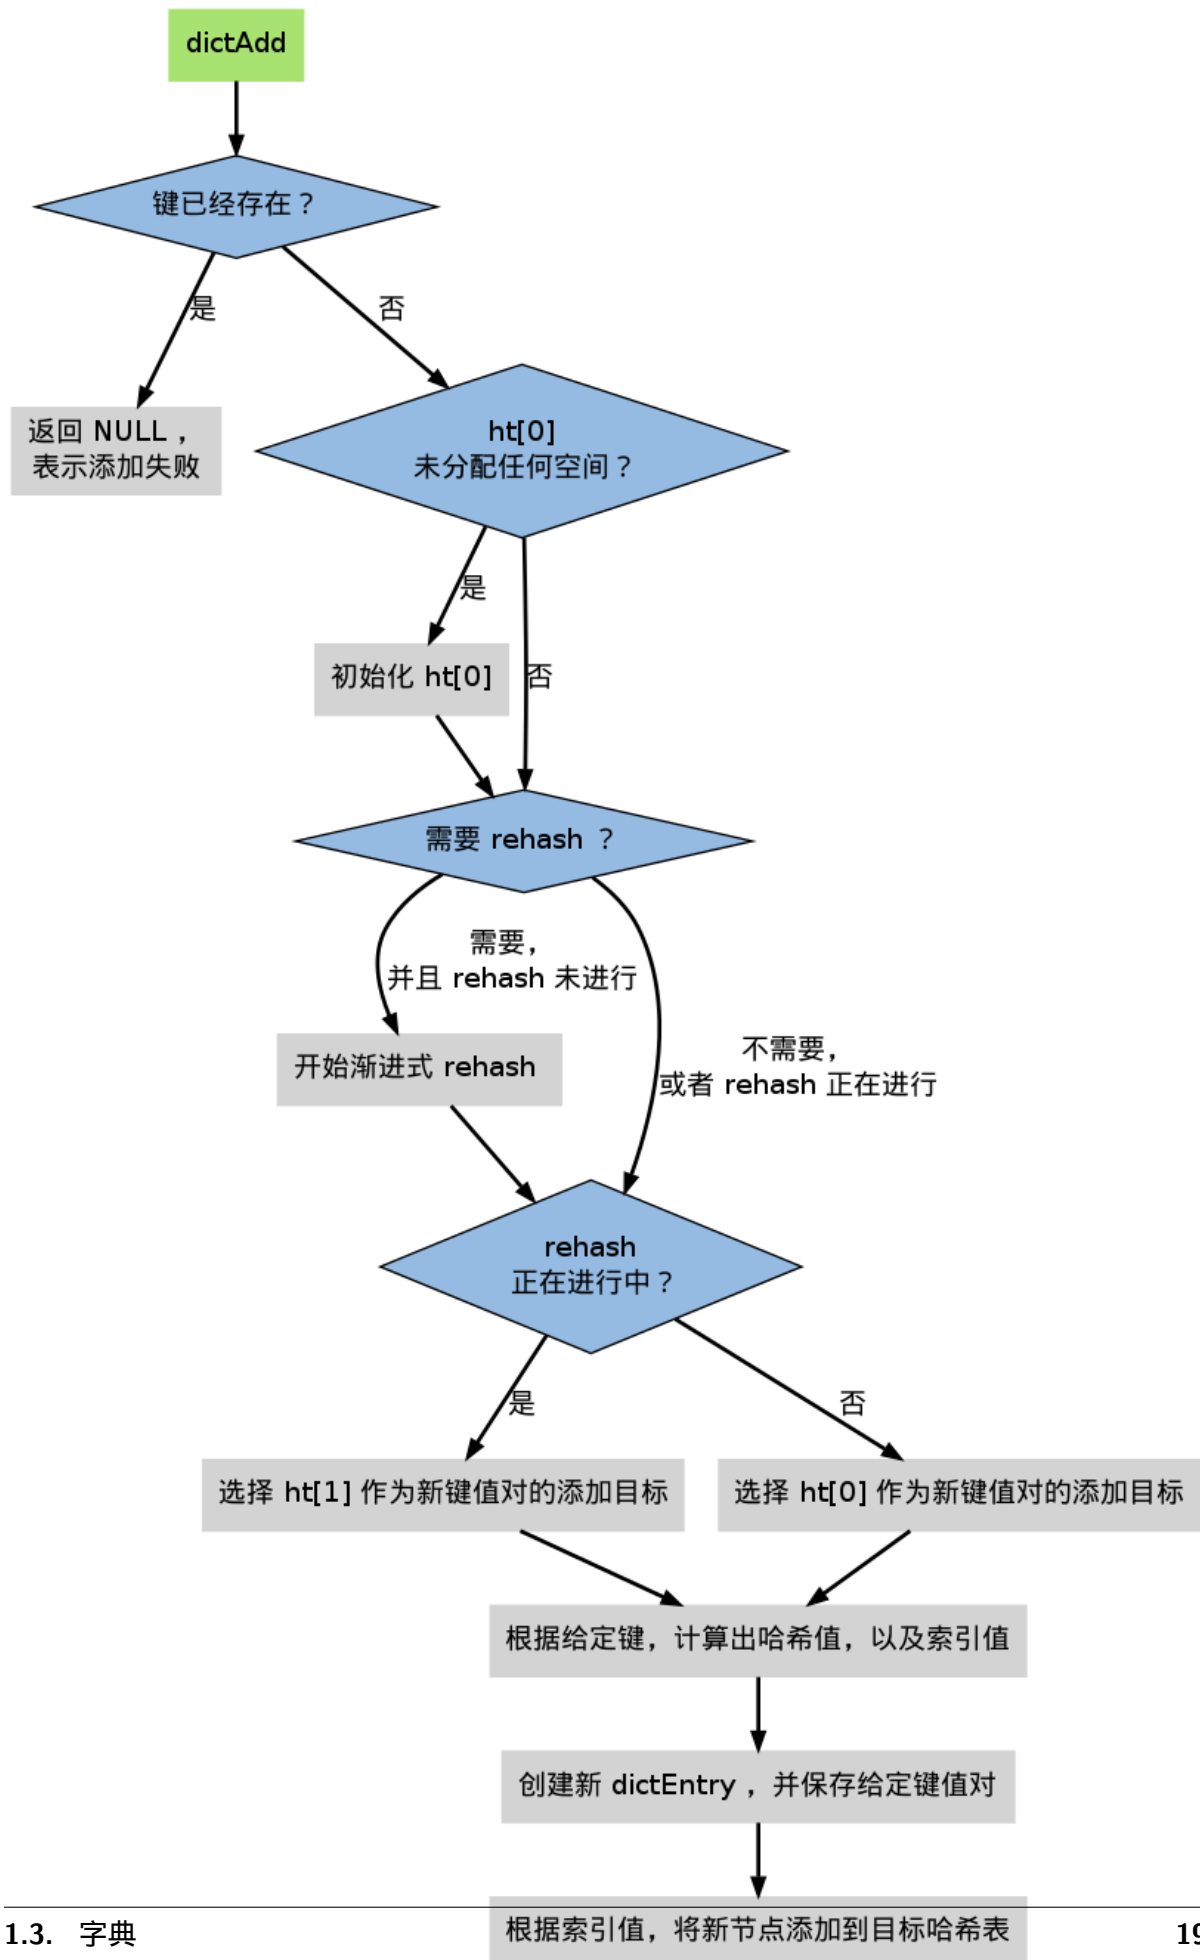 dictAdd
键已经存在？
是
否
返回 NULL ，
表示添加失败
ht[0]
未分配任何空间？
是
初始化 ht[0]
否
需要 rehash ？
需要，
并且 rehash 未进行
开始渐进式 rehash
不需要，
或者 rehash 正在进行
rehash
正在进行中？
是
否
选择 ht[1] 作为新键值对的添加目标
选择 ht[0] 作为新键值对的添加目标
根据给定键，计算出哈希值，以及索引值
创建新 dictEntry ，并保存给定键值对
根据索引值，将新节点添加到目标哈希表
1.3. 字典
19